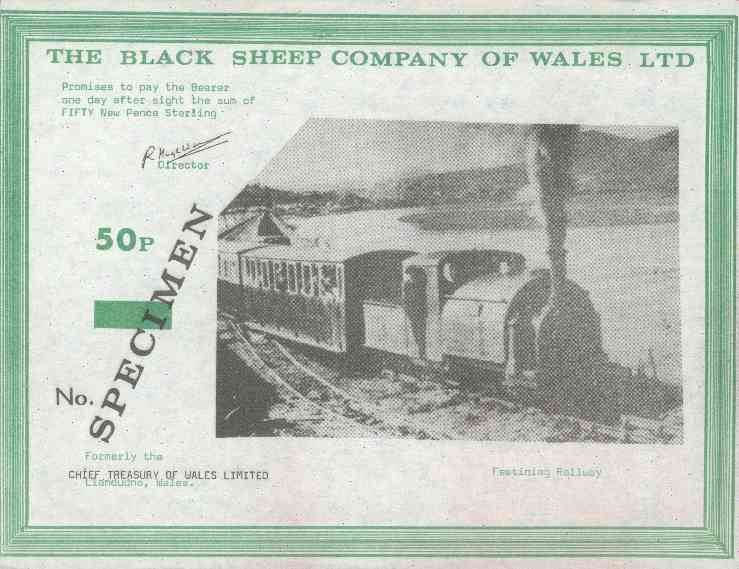 THE BLACK SHEEP COMPANY OF WALES LTD
Promises to pay the Bearer
one day after sight the sum of
FIFTY New Pence Sterling
Director
50P
SPECIMEN
No.
Formerly the
CHIEF TREASURY OF WALES LIMITED
Llandudno, Wales.
Festiniog Railway